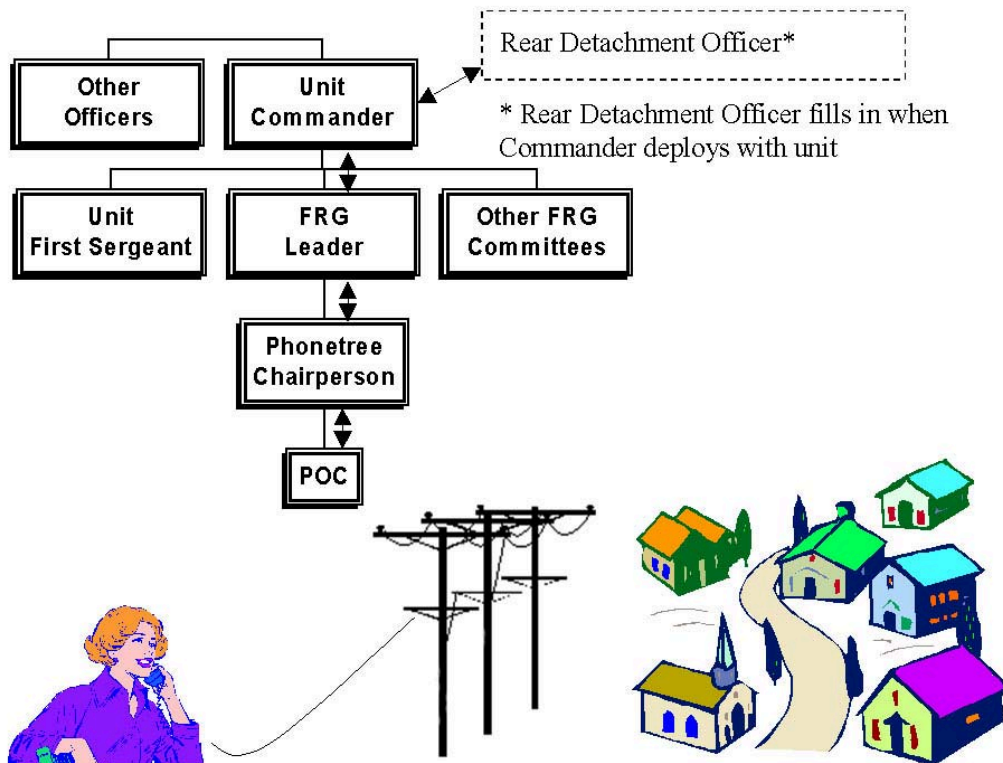 Other
Officers
Unit
Commander
Rear Detachment Officer*
* Rear Detachment Officer fills in when
Commander deploys with unit
Unit
First Sergeant
FRG
Leader
Other FRG
Committees
Phonetree
Chairperson
POC